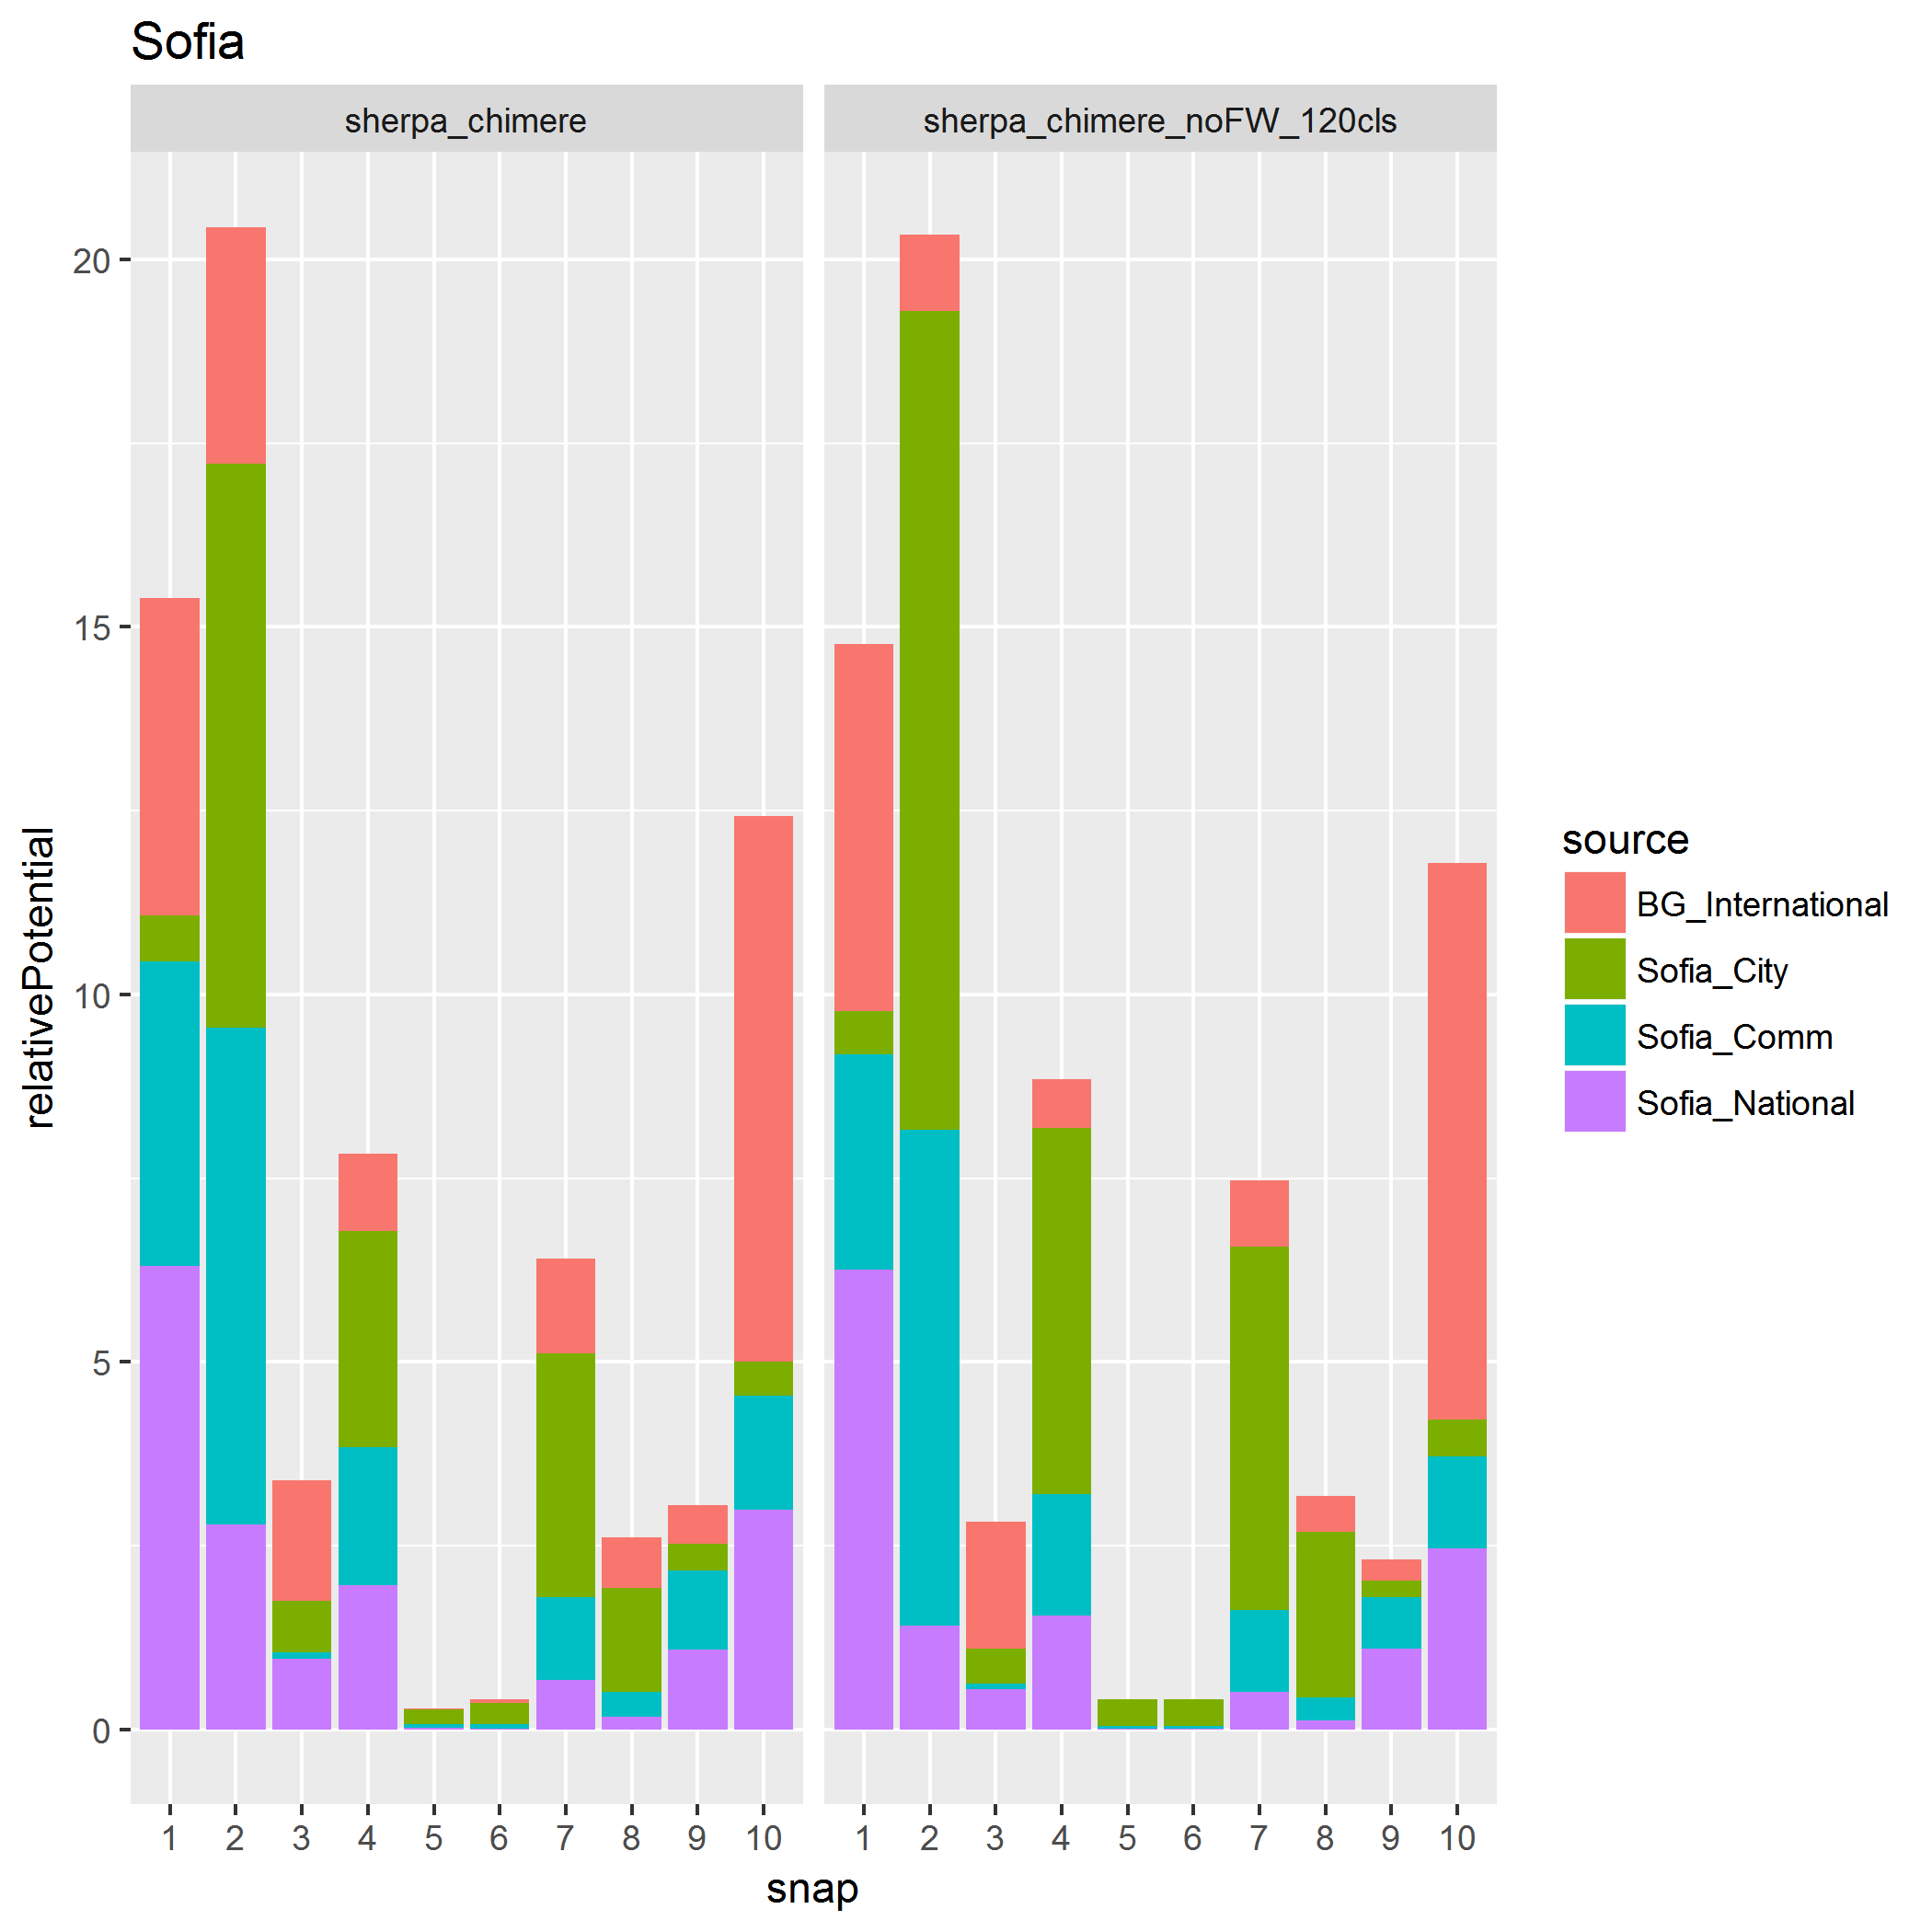 Sofia
sherpa_chimere
sherpa_chimere_noFW_120cls
20
15
10
5
0
relativePotential
1 2 3 4 5 6 7 8 9 10
1 2 3 4 5 6 7 8 9 10
snap
source
BG_International
Sofia_City
Sofia_Comm
Sofia_National